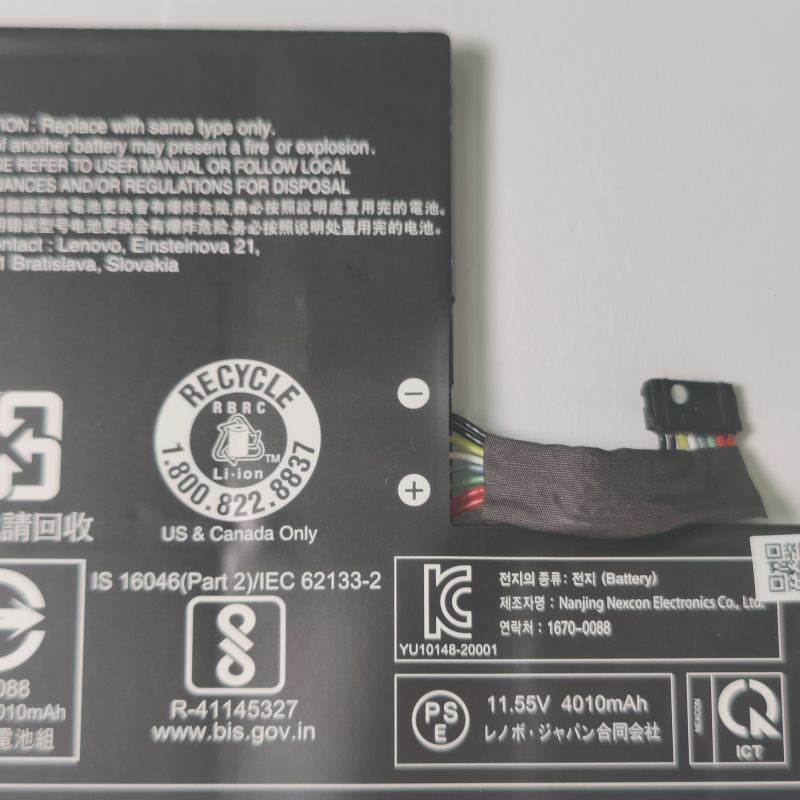 ION: Replace with same type only.
of another battery may present a fire or explosion.
SE REFER TO USER MANUAL OR FOLLOW LOCAL
NANCES AND/OR REGULATIONS FOR DISPOSAL
錯誤型號電池更換會有爆炸危險,務必按照說明處置用完的電池。
錯误型号电池更换会有爆炸危险,务必按照说明处置用完的电池。
ontact : Lenovo, Einsteinova 21,
1 Bratislava, Slovakia
RECYCLE
RBRC
Li-ion
TM
1.800.822.8837
US & Canada Only
請回收
IS 16046(Part 2)/IEC 62133-2
R-41145327
www.bis.gov.in
088
010mAh
電池組
YU10148-20001
전지의 종류: 전지 (Battery)
제조자명 : Nanjing Nexcon Electronics Co., Ltd.
연락처 : 1670-0088
PS
E
11.55V 4010mAh
レノボ・ジャパン合同会社
NEXCON
ICT